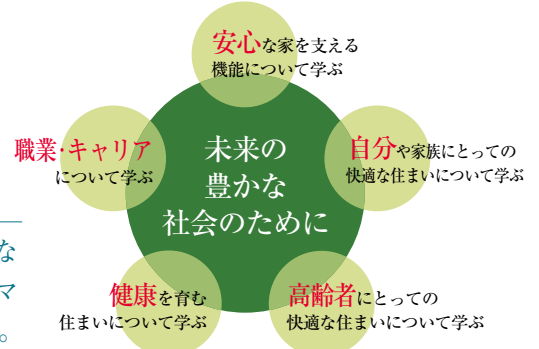 安心な家を支える
機能について学ぶ
職業・キャリア
について学ぶ
未来の
豊かな
社会のために
自分や家族にとっての
快適な住まいについて学ぶ
健康を育む
住まいについて学ぶ
高齢者にとっての
快適な住まいについて学ぶ
な
マ
。